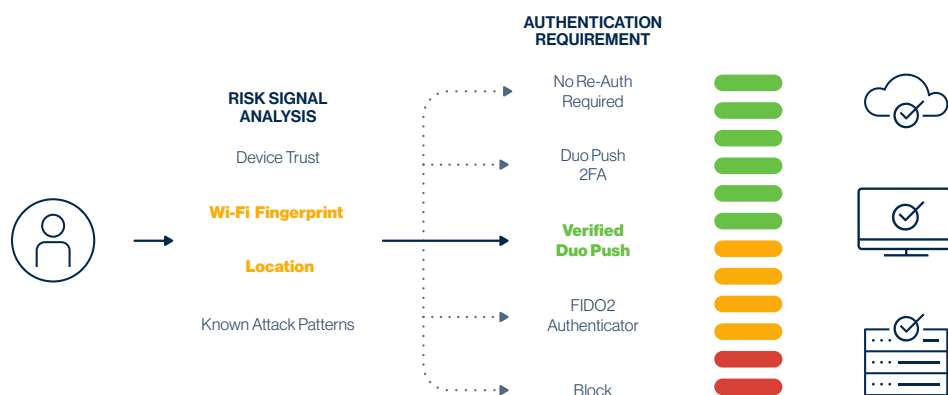 RISK SIGNAL
ANALYSIS
Device Trust
Wi-Fi Fingerprint
Location
Known Attack Patterns
AUTHENTICATION
REQUIREMENT
No Re-Auth
Required
Duo Push
2FA
Verified
Duo Push
FIDO2
Authenticator
Block